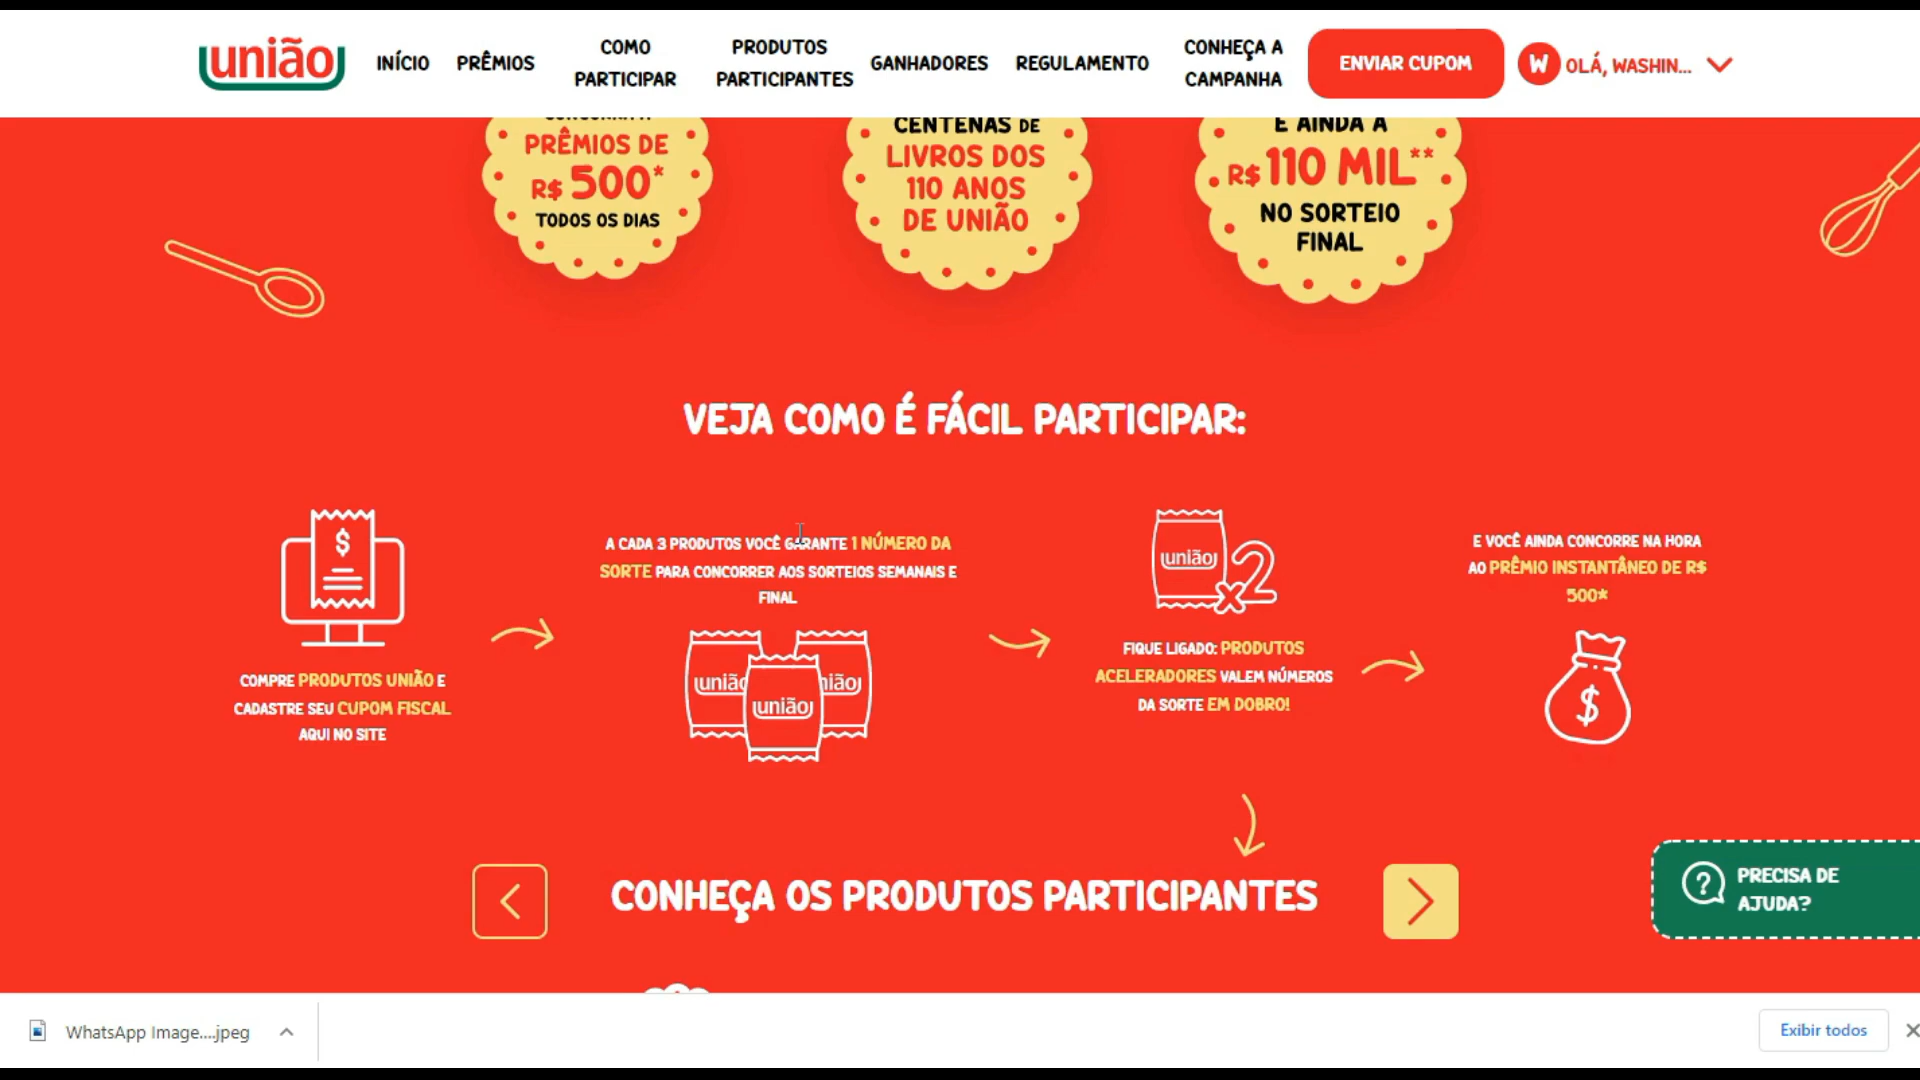 união
INÍCIO
PRÊMIOS
COMO
PARTICIPAR
PRODUTOS
PARTICIPANTES
GANHADORES
REGULAMENTO
CONHEÇA A
CAMPANHA
ENVIAR CUPOM
W
OLÁ, WASHIN...
PRÊMIOS DE
R$ 500*
TODOS OS DIAS
CENTENAS DE
LIVROS DOS
110 ANOS
DE UNIÃO
E AINDA A
R$ 110 MIL**
NO SORTEIO
FINAL
VEJA COMO É FÁCIL PARTICIPAR:
$
COMPRE PRODUTOS UNIÃO E
CADASTRE SEU CUPOM FISCAL
AQUI NO SITE
A CADA 3 PRODUTOS VOCÊ GARANTE 1 NÚMERO DA
SORTE PARA CONCORRER AOS SORTEIOS SEMANAIS E
FINAL
união
união
união x2
FIQUE LIGADO: PRODUTOS
ACELERADORES VALEM NÚMEROS
DA SORTE EM DOBRO!
E VOCÊ AINDA CONCORRE NA HORA
AO PRÊMIO INSTANTÂNEO DE R$
500*
$
CONHEÇA OS PRODUTOS PARTICIPANTES
? PRECISA DE
AJUDA?
WhatsApp Image....jpeg
Exibir todos